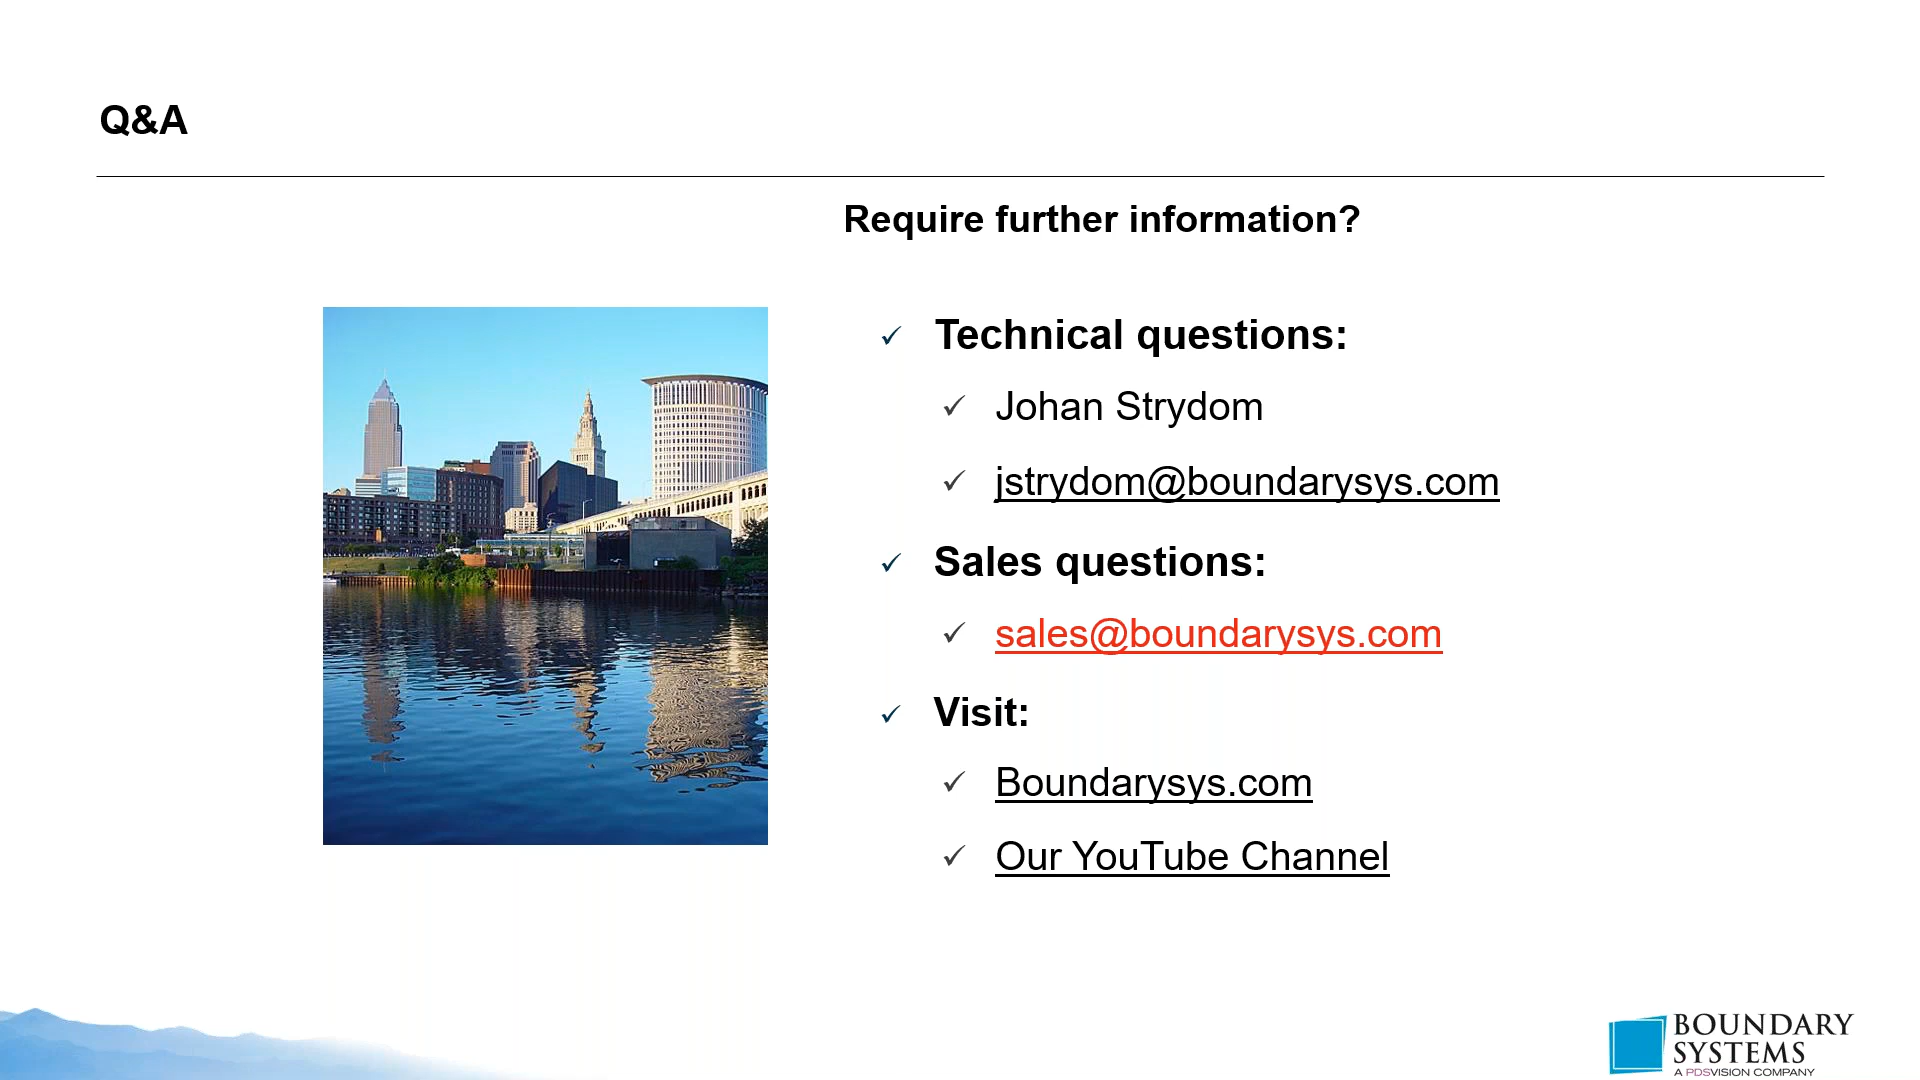 Q&A
Require further information?
Technical questions:
Johan Strydom
jstrydom@boundarysys.com
Sales questions:
sales@boundarysys.com
Visit:
Boundarysys.com
Our YouTube Channel
BOUNDARY
SYSTEMS
A PDSVISION COMPANY